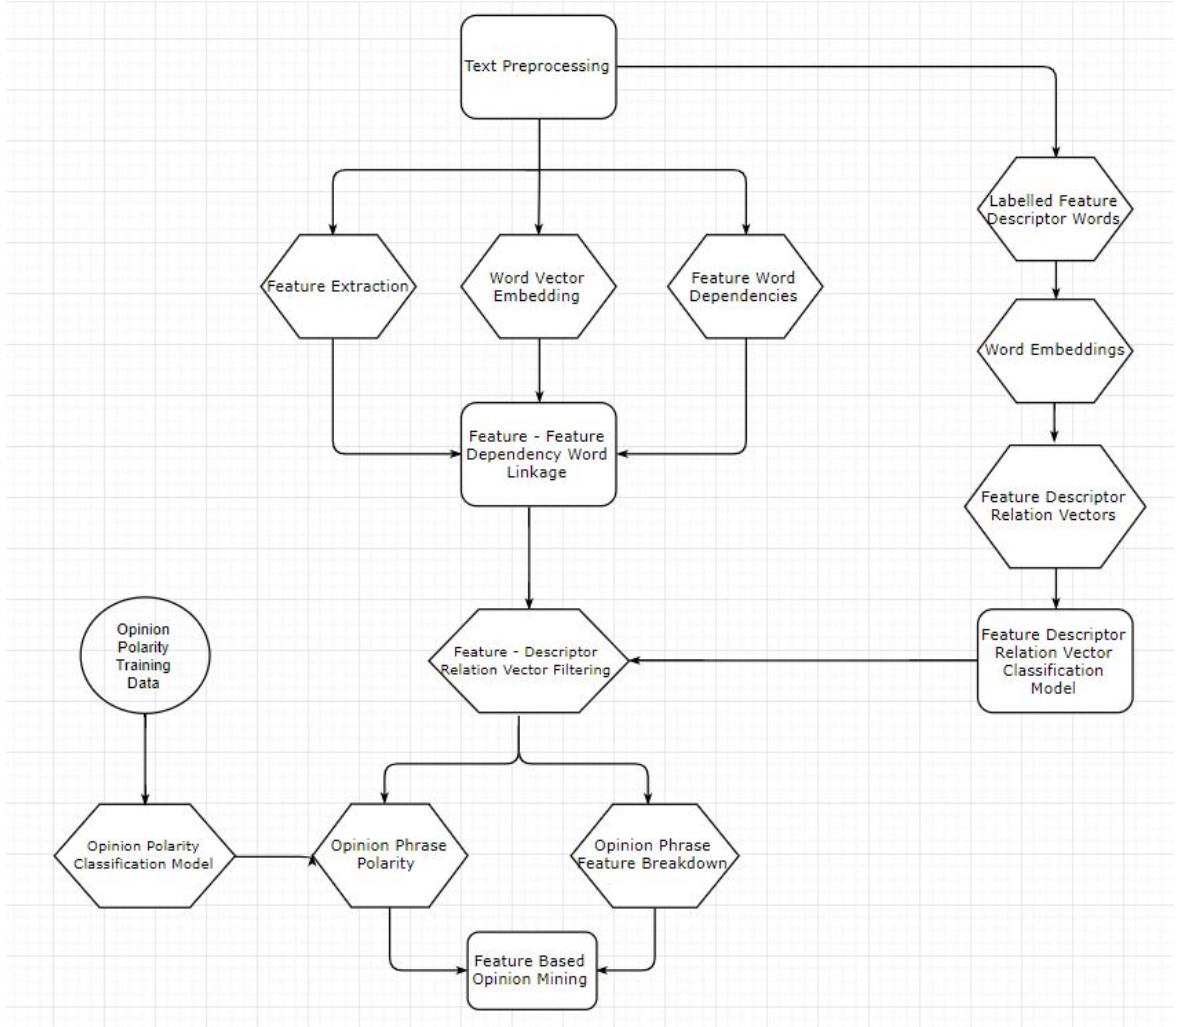 Text Preprocessing
Labelled Feature
Descriptor Words
Feature Extraction
Word Vector
Embedding
Feature Word
Dependencies
Word Embeddings
Feature - Feature
Dependency Word
Linkage
Feature Descriptor
Relation Vectors
Opinion
Polarity
Training
Data
Feature - Descriptor
Relation Vector Filtering
Feature Descriptor
Relation Vector
Classification
Model
Opinion Polarity
Classification Model
Opinion Phrase
Polarity
Opinion Phrase
Feature Breakdown
Feature Based
Opinion Mining